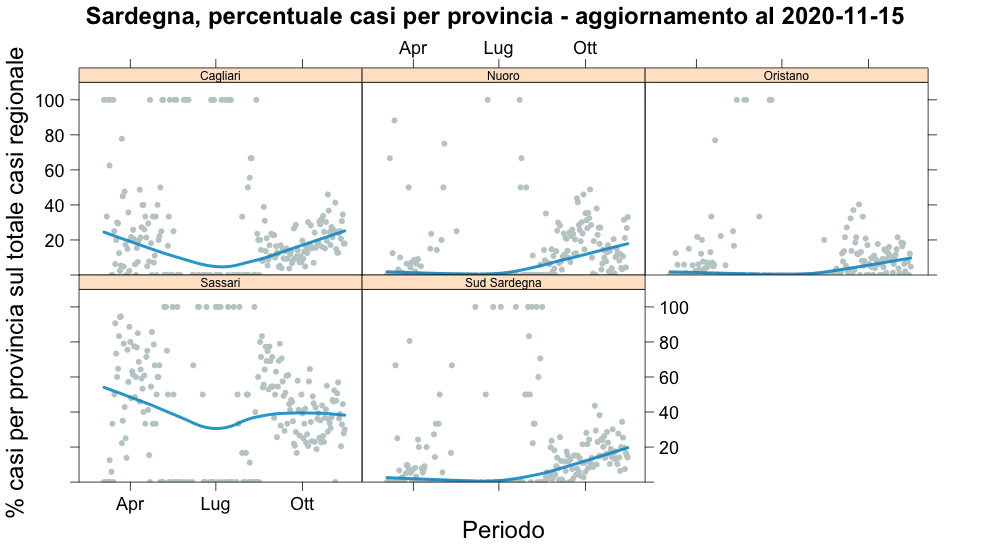 Sardegna, percentuale casi per provincia - aggiornamento al 2020-11-15
Apr Lug Ott
Cagliari Nuoro Oristano
100
80
60
40
20
Sassari Sud Sardegna
100
80
60
40
20
Apr Lug Ott
% casi per provincia sul totale casi regionale
Periodo